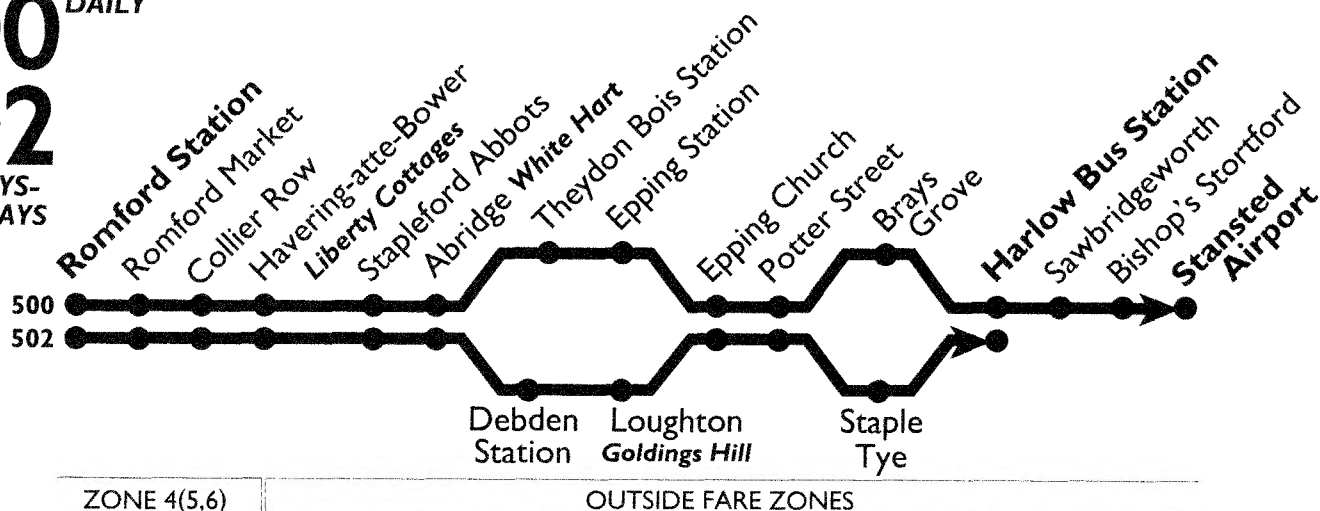 DAILY
Romford Station
Romford Market
Collier Row
Havering-atte-Bower
Liberty Cottages
Stapleford Abbots
Abridge White Hart
Theydon Bois Station
Epping Station
Epping Church
Potter Street
Brays
Grove
Harlow Bus Station
Sawbridgeworth
Bishop's Stortford
Stansted
Airport
500
502
Debden
Station
Loughton
Goldings Hill
Staple
Tye
ZONE 4(5,6)
OUTSIDE FARE ZONES